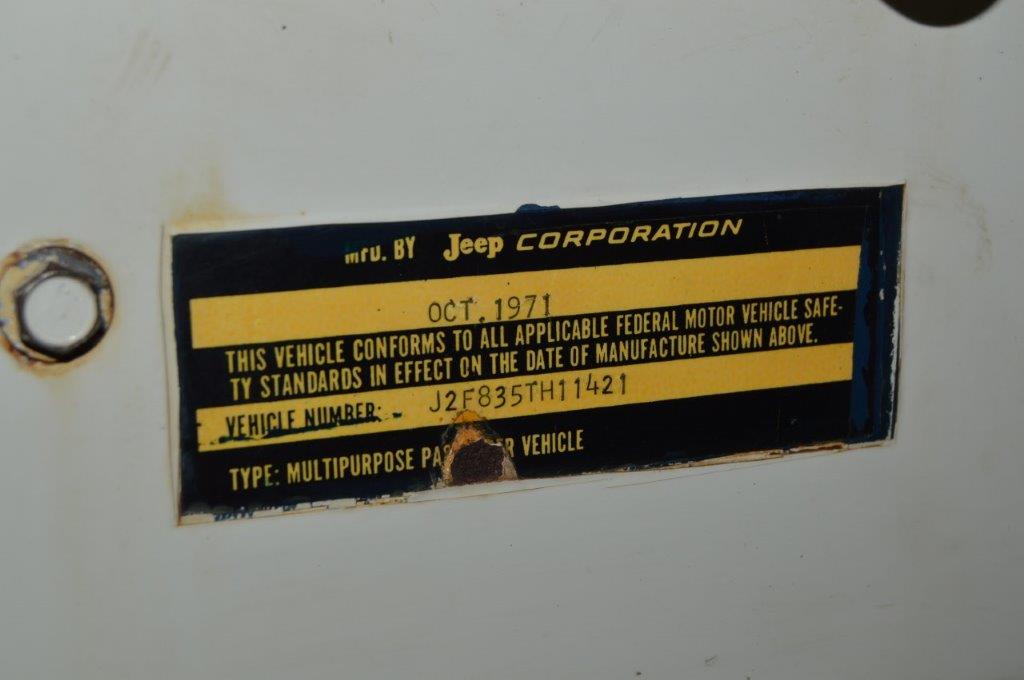 MFD. BY Jeep CORPORATION
OCT, 1971
THIS VEHICLE CONFORMS TO ALL APPLICABLE FEDERAL MOTOR VEHICLE SAFE-
TY STANDARDS IN EFFECT ON THE DATE OF MANUFACTURE SHOWN ABOVE.
VEHICLE NUMBER: J2F835TH11421
TYPE: MULTIPURPOSE VEHICLE